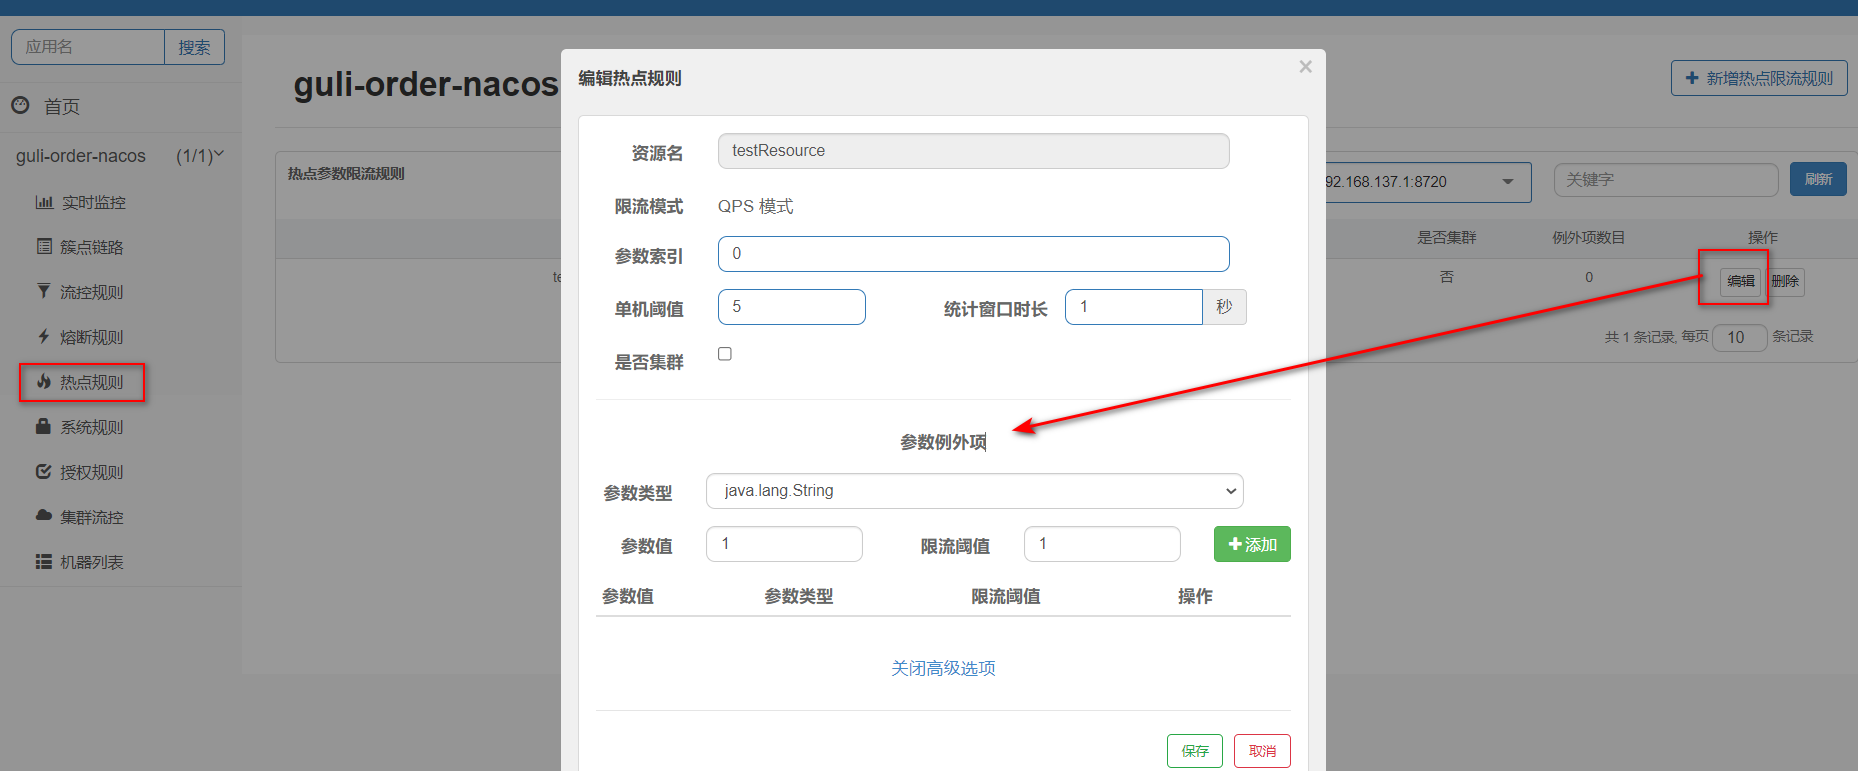 应用名 搜索
首页
guli-order-nacos (1/1)
实时监控
簇点链路
流控规则
熔断规则
热点规则
系统规则
授权规则
集群流控
机器列表
guli-order-nacos
新增热点限流规则
热点参数限流规则
92.168.137.1:8720 关键字 刷新
是否集群 例外项数目 操作
te 否 0 编辑 删除
共 1 条记录, 每页 10 条记录
编辑热点规则 ×
资源名 testResource
限流模式 QPS 模式
参数索引 0
单机阈值 5 统计窗口时长 1 秒
是否集群
参数例外项
参数类型 java.lang.String
参数值 1 限流阈值 1 添加
参数值 参数类型 限流阈值 操作
关闭高级选项
保存 取消